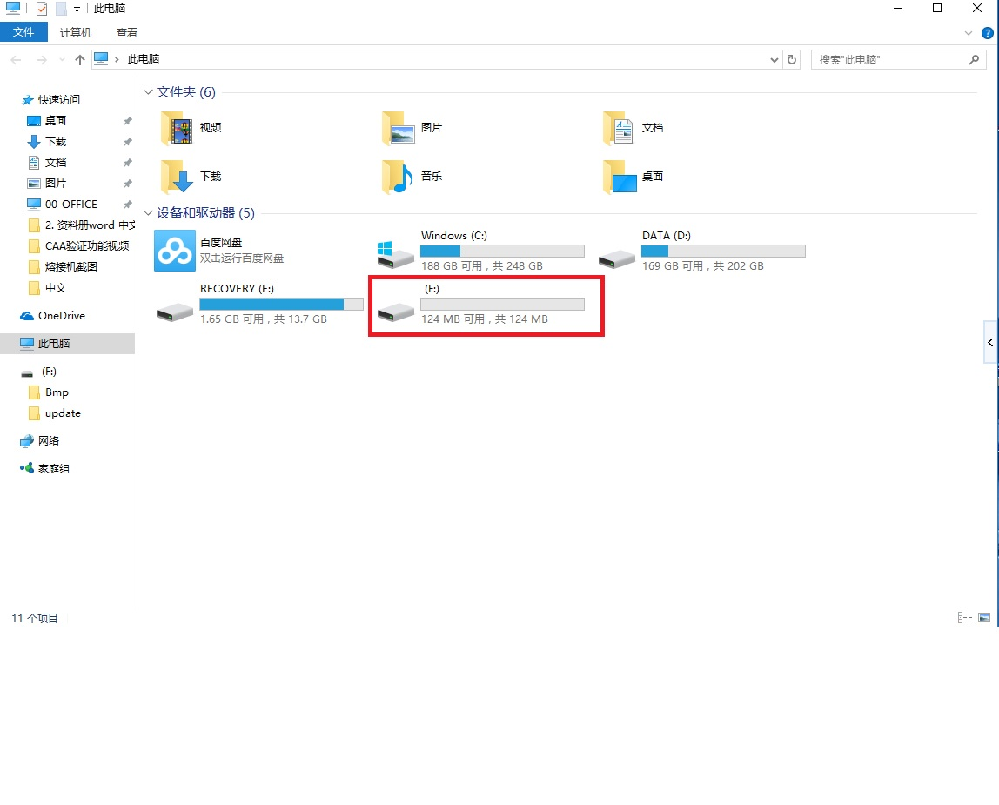 此电脑
文件 计算机 查看
此电脑
搜索"此电脑"
快速访问
桌面
下载
文档
图片
00-OFFICE
2. 资料册word 中文
CAA验证功能视频
熔接机截图
中文
OneDrive
此电脑
(F:)
Bmp
update
网络
家庭组
文件夹 (6)
视频 图片 文档
下载 音乐 桌面
设备和驱动器 (5)
百度网盘
双击运行百度网盘
Windows (C:)
188 GB 可用，共 248 GB
DATA (D:)
169 GB 可用，共 202 GB
RECOVERY (E:)
1.65 GB 可用，共 13.7 GB
(F:)
124 MB 可用，共 124 MB
11 个项目